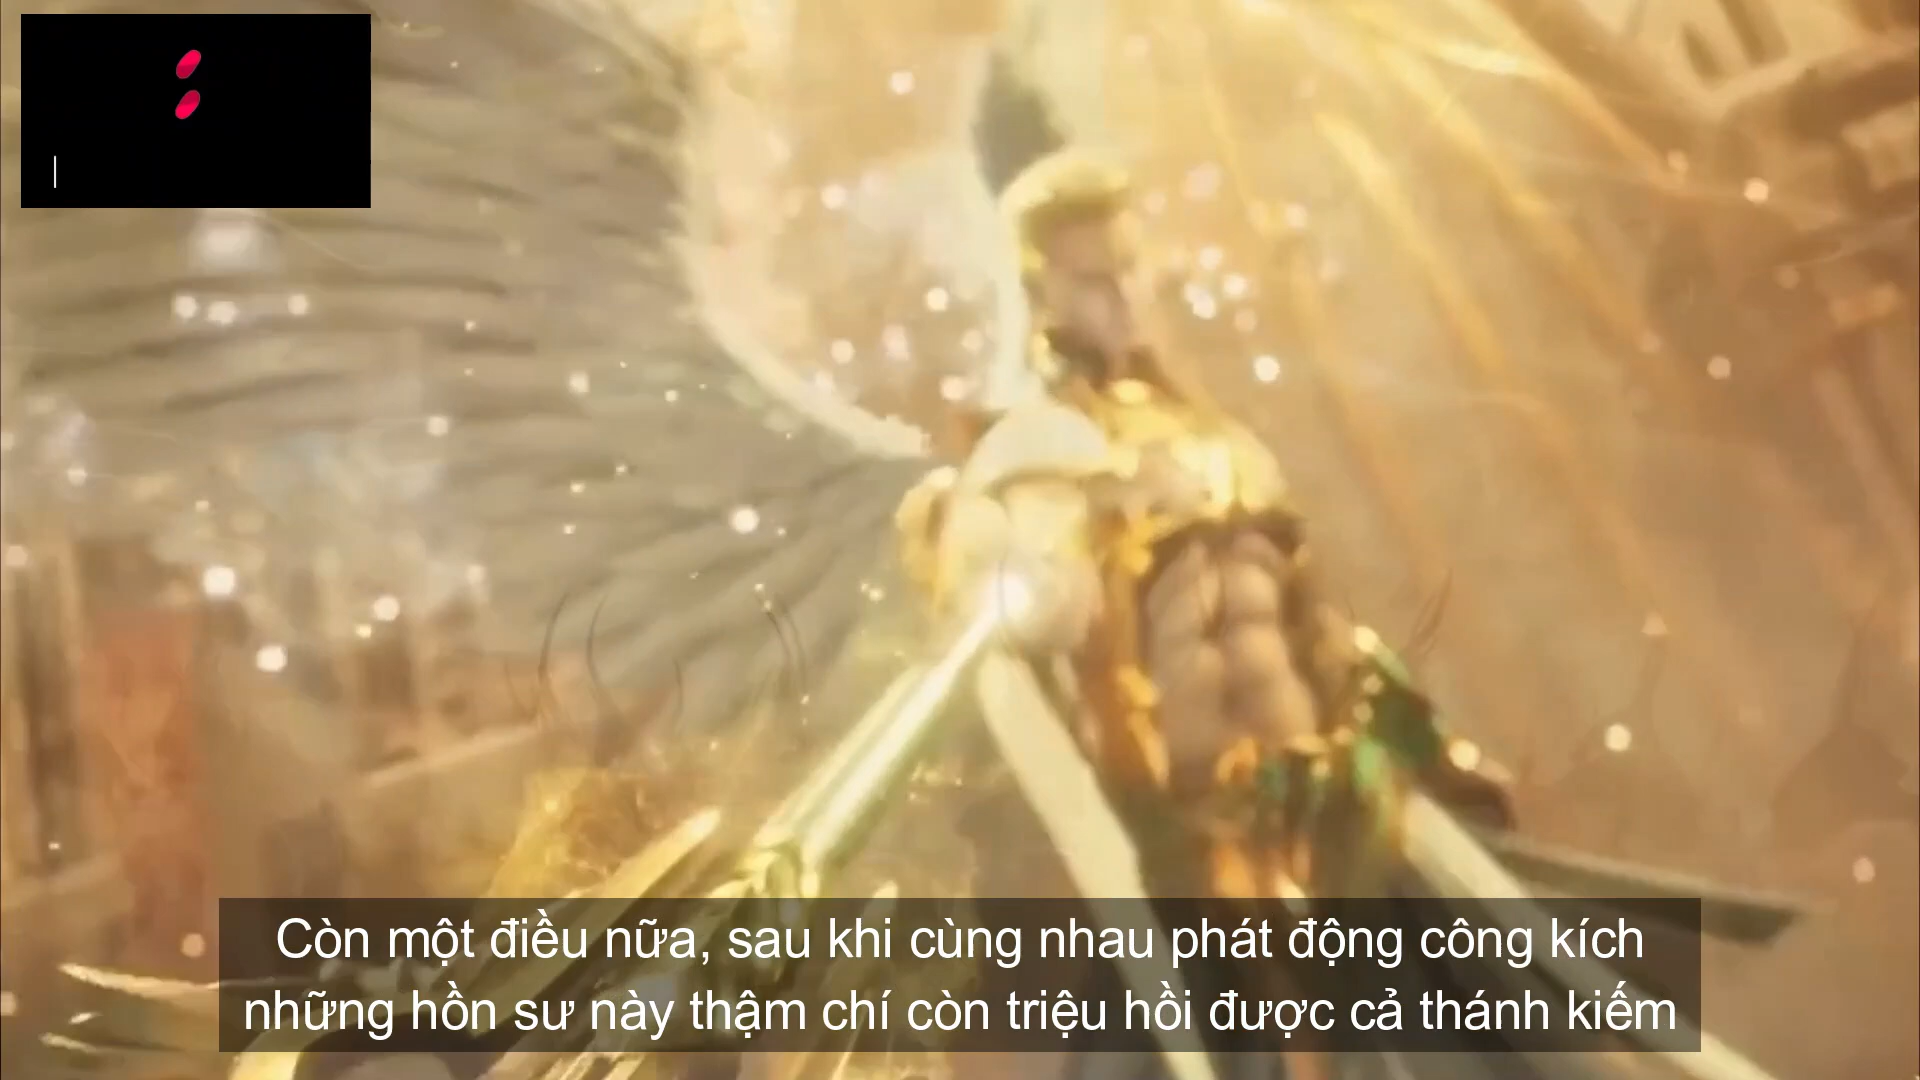 Còn một điều nữa, sau khi cùng nhau phát động công kích
những hồn sư này thậm chí còn triệu hồi được cả thánh kiếm